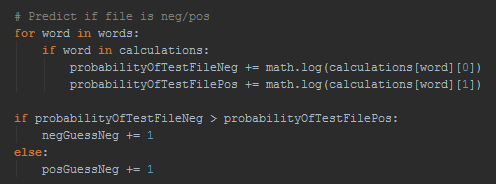 # Predict if file is neg/pos
for word in words:
    if word in calculations:
        probabilityOfTestFileNeg += math.log(calculations[word][0])
        probabilityOfTestFilePos += math.log(calculations[word][1])
if probabilityOfTestFileNeg > probabilityOfTestFilePos:
    negGuessNeg += 1
else:
    posGuessNeg += 1